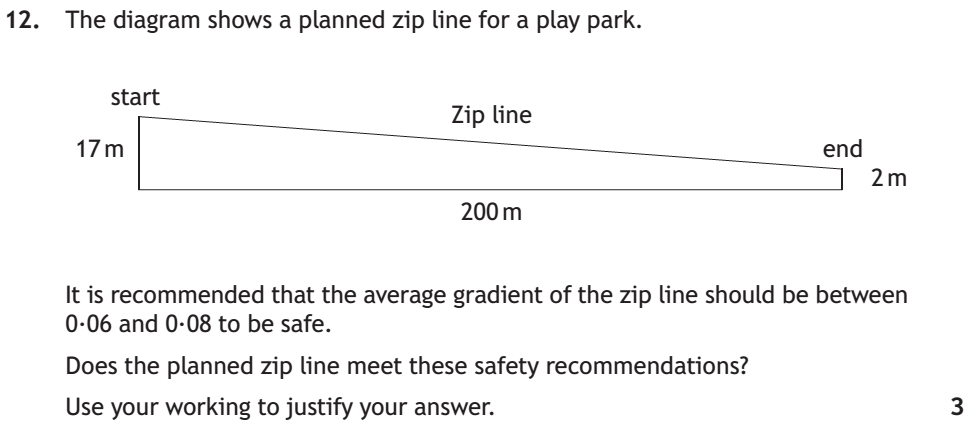 12. The diagram shows a planned zip line for a play park.
start
Zip line
17 m
end
2 m
200 m
It is recommended that the average gradient of the zip line should be between
0·06 and 0·08 to be safe.
Does the planned zip line meet these safety recommendations?
Use your working to justify your answer. 3